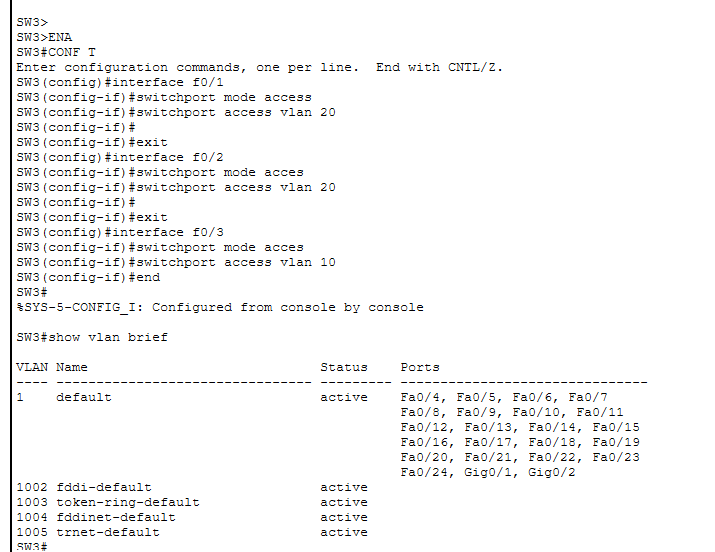 SW3>
SW3>ENA
SW3#CONF T
Enter configuration commands, one per line.  End with CNTL/Z.
SW3(config)#interface f0/1
SW3(config-if)#switchport mode access
SW3(config-if)#switchport access vlan 20
SW3(config-if)#
SW3(config-if)#exit
SW3(config)#interface f0/2
SW3(config-if)#switchport mode acces
SW3(config-if)#switchport access vlan 20
SW3(config-if)#
SW3(config-if)#exit
SW3(config)#interface f0/3
SW3(config-if)#switchport mode acces
SW3(config-if)#switchport access vlan 10
SW3(config-if)#end
SW3#
%SYS-5-CONFIG_I: Configured from console by console
SW3#show vlan brief
VLAN Name                             Status    Ports
---- -------------------------------- --------- -------------------------------
1    default                          active    Fa0/4, Fa0/5, Fa0/6, Fa0/7
                                                Fa0/8, Fa0/9, Fa0/10, Fa0/11
                                                Fa0/12, Fa0/13, Fa0/14, Fa0/15
                                                Fa0/16, Fa0/17, Fa0/18, Fa0/19
                                                Fa0/20, Fa0/21, Fa0/22, Fa0/23
                                                Fa0/24, Gig0/1, Gig0/2
1002 fddi-default                     active
1003 token-ring-default               active
1004 fddinet-default                  active
1005 trnet-default                    active
SW3#